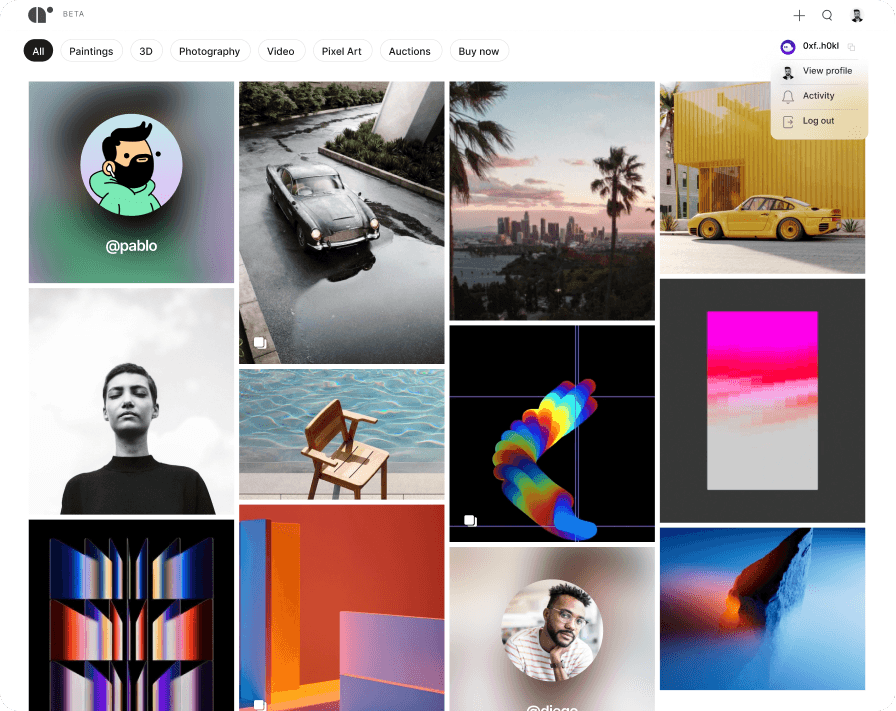 BETA
All
Paintings
3D
Photography
Video
Pixel Art
Auctions
Buy now
0xf..h0kl
View profile
Activity
Log out
@pablo
@diego